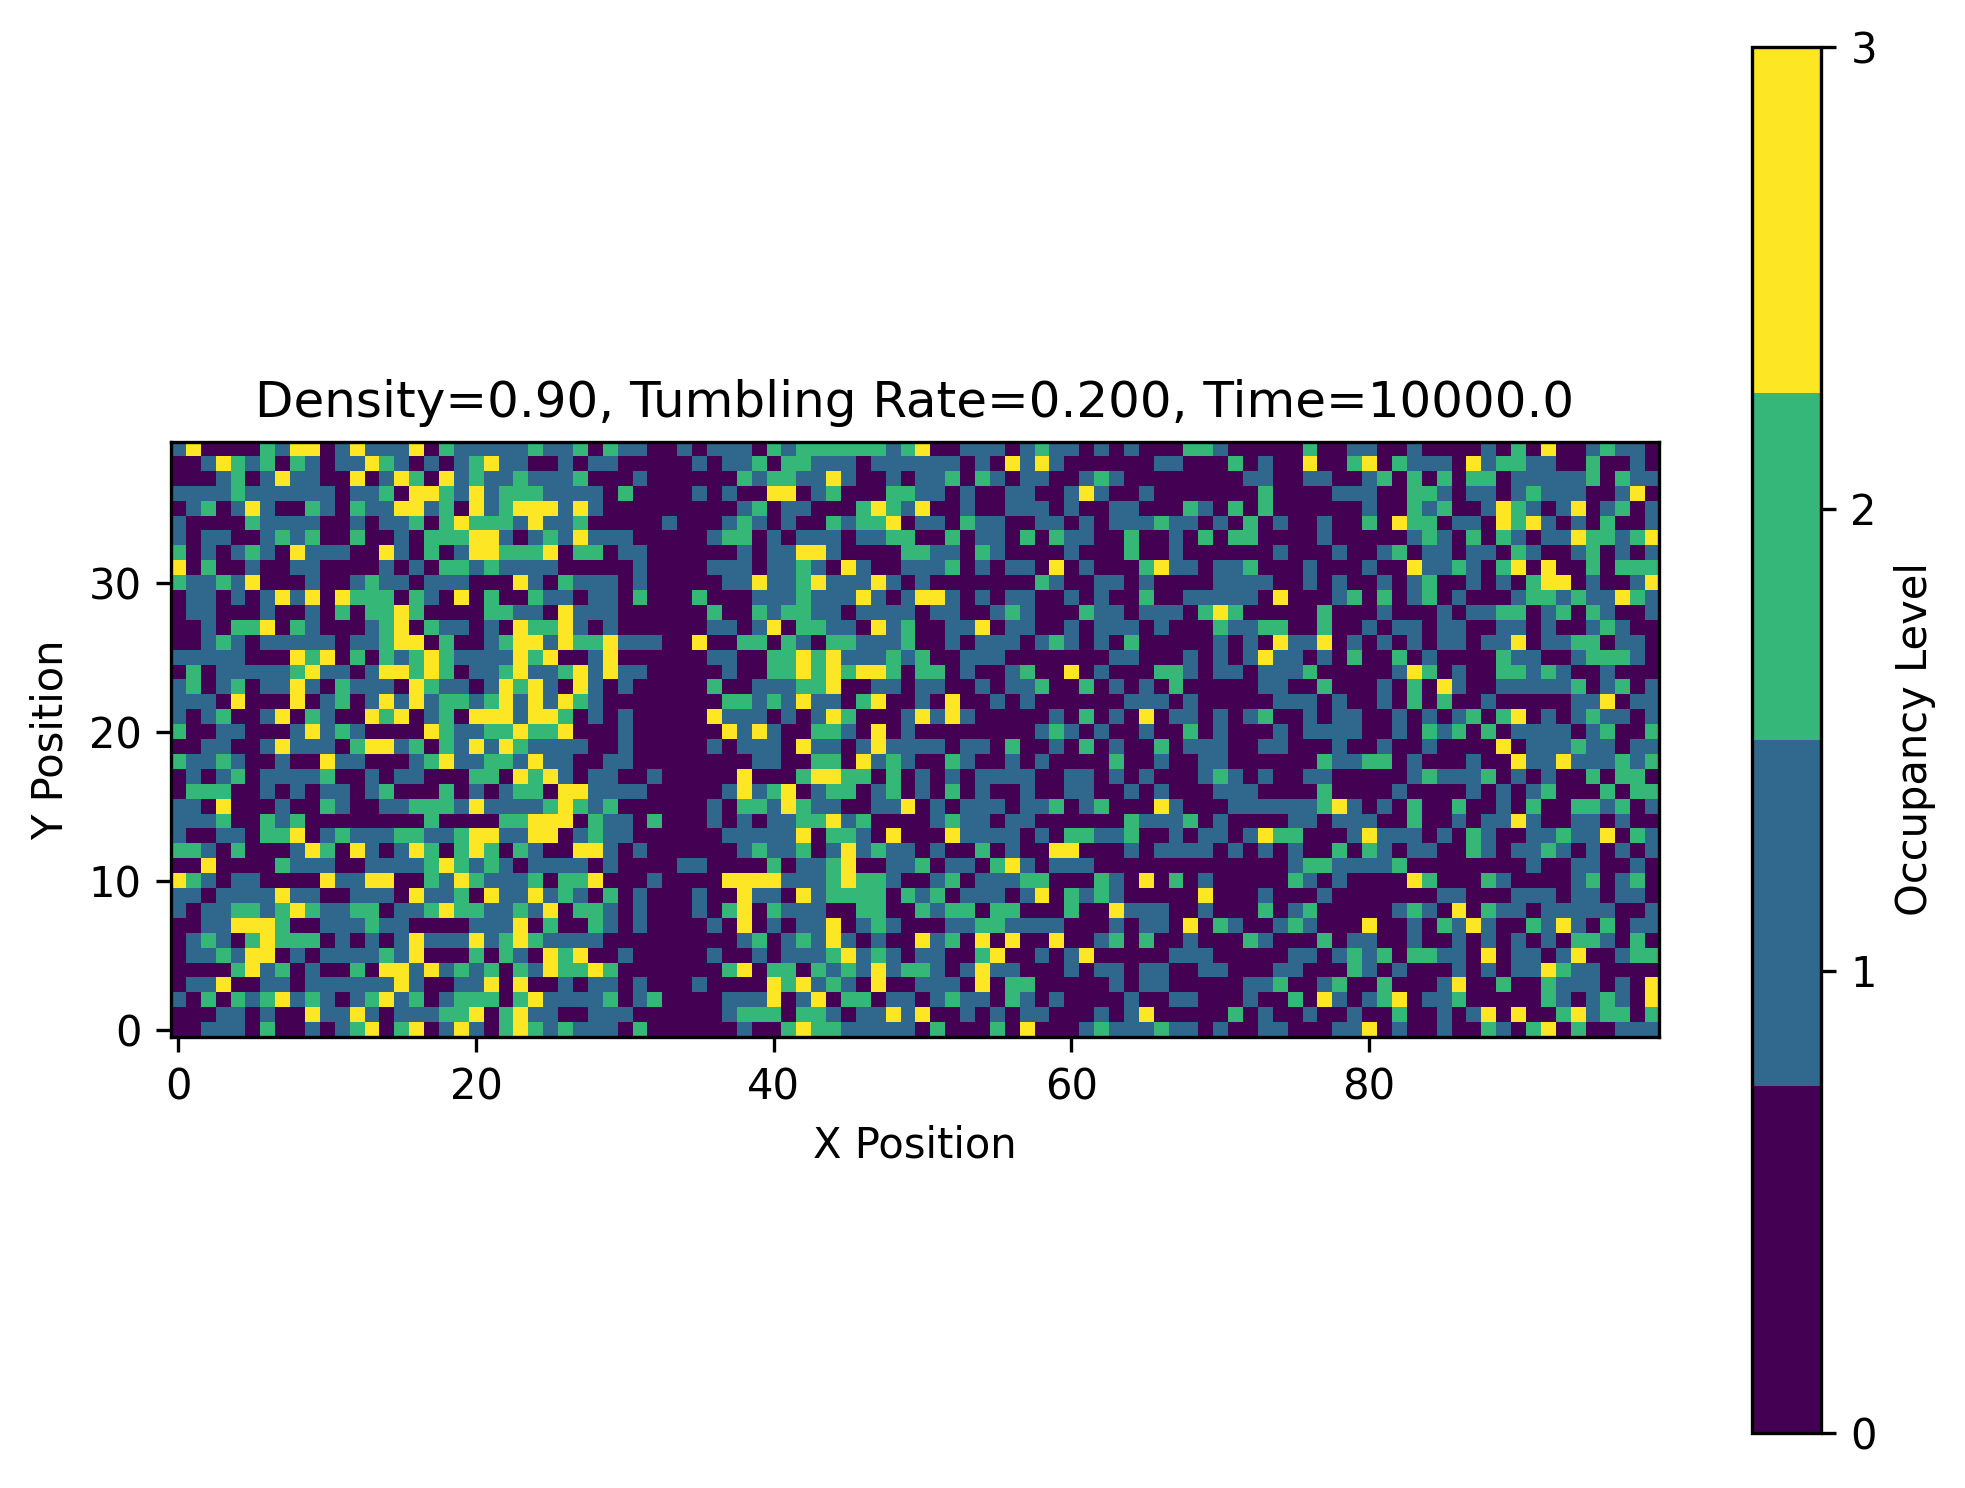 Density=0.90, Tumbling Rate=0.200, Time=10000.0
Y Position
30
20
10
0
0 20 40 60 80
X Position
3
2
1
0
Occupancy Level